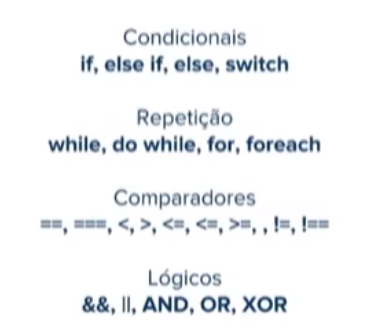 Condicionais
if, else if, else, switch
Repetição
while, do while, for, foreach
Comparadores
==, ===, <, >, <=, <=, >=, , !=, !==
Lógicos
&&, ||, AND, OR, XOR